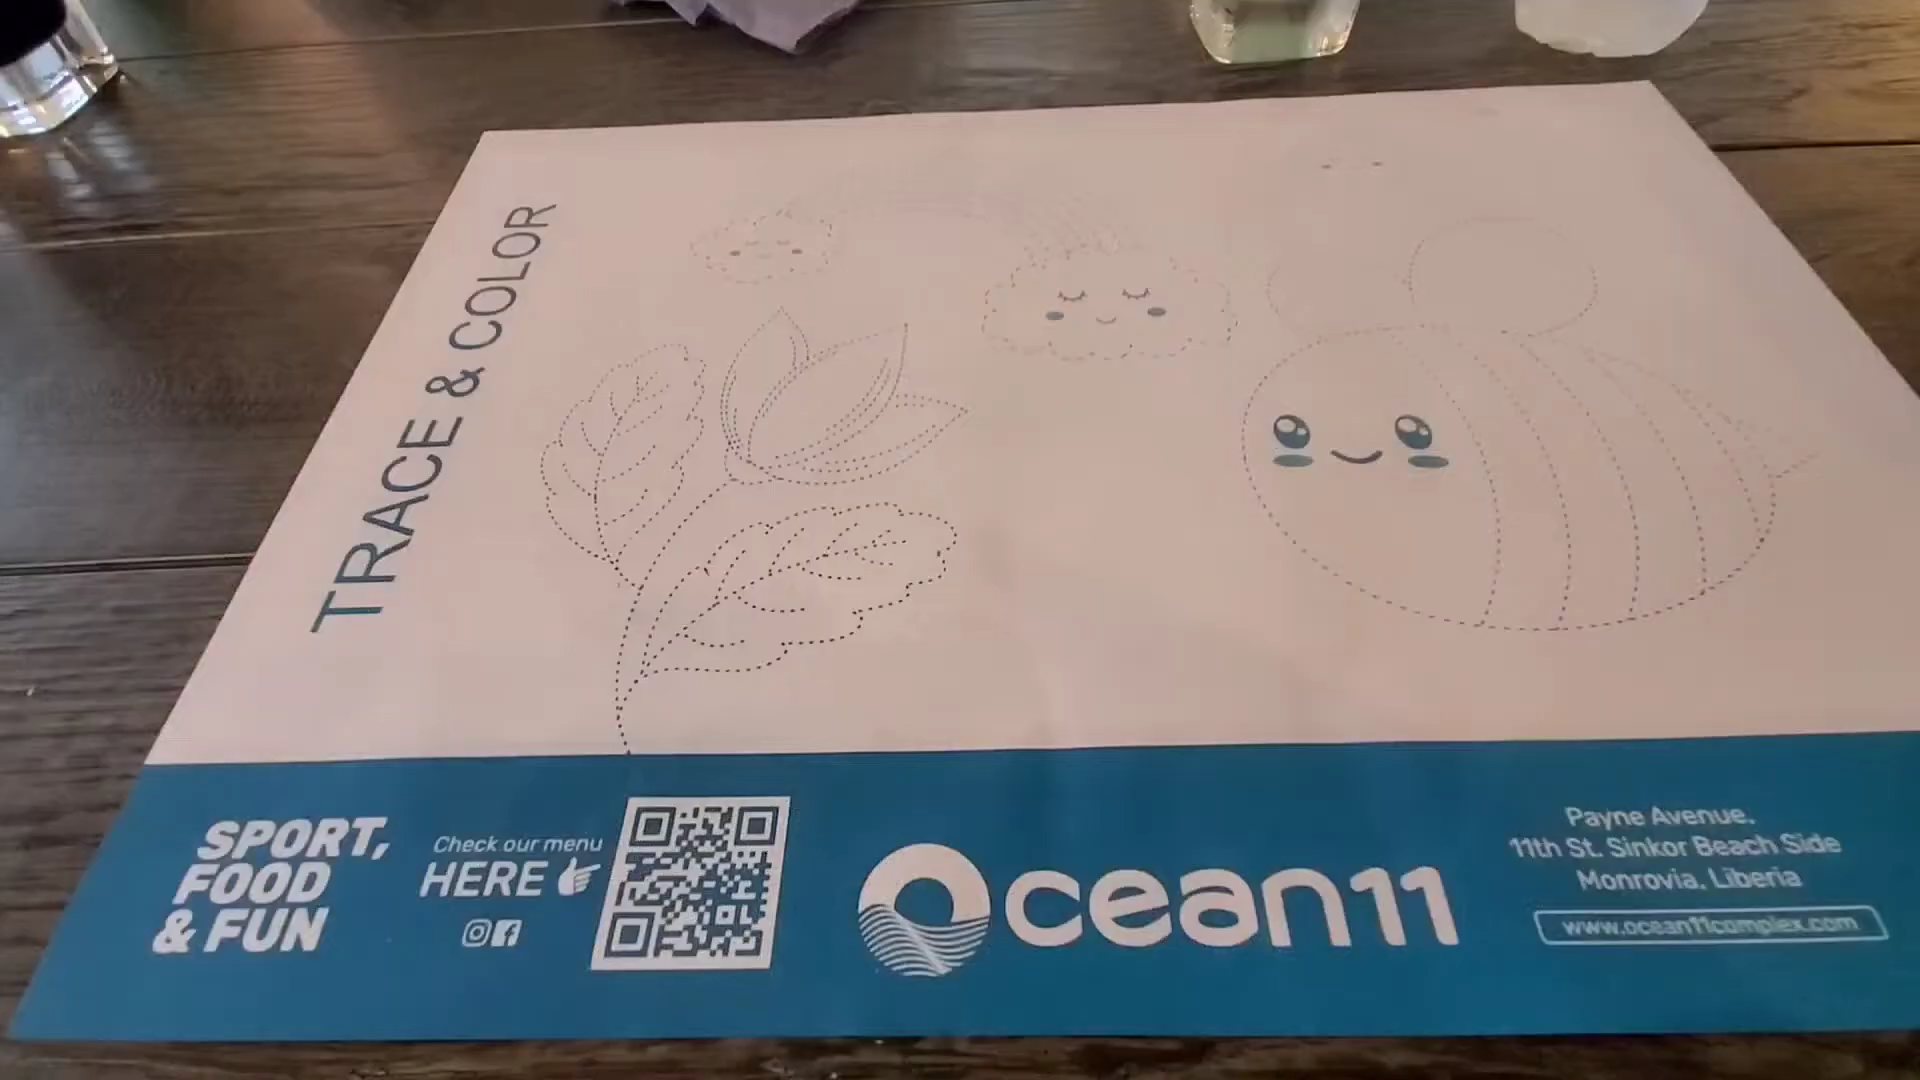 TRACE & COLOR
SPORT,
FOOD
& FUN
Check our menu
HERE
Ocean11
Payne Avenue,
11th St. Sinkor Beach Side
Monrovia, Liberia
www.ocean11complex.com